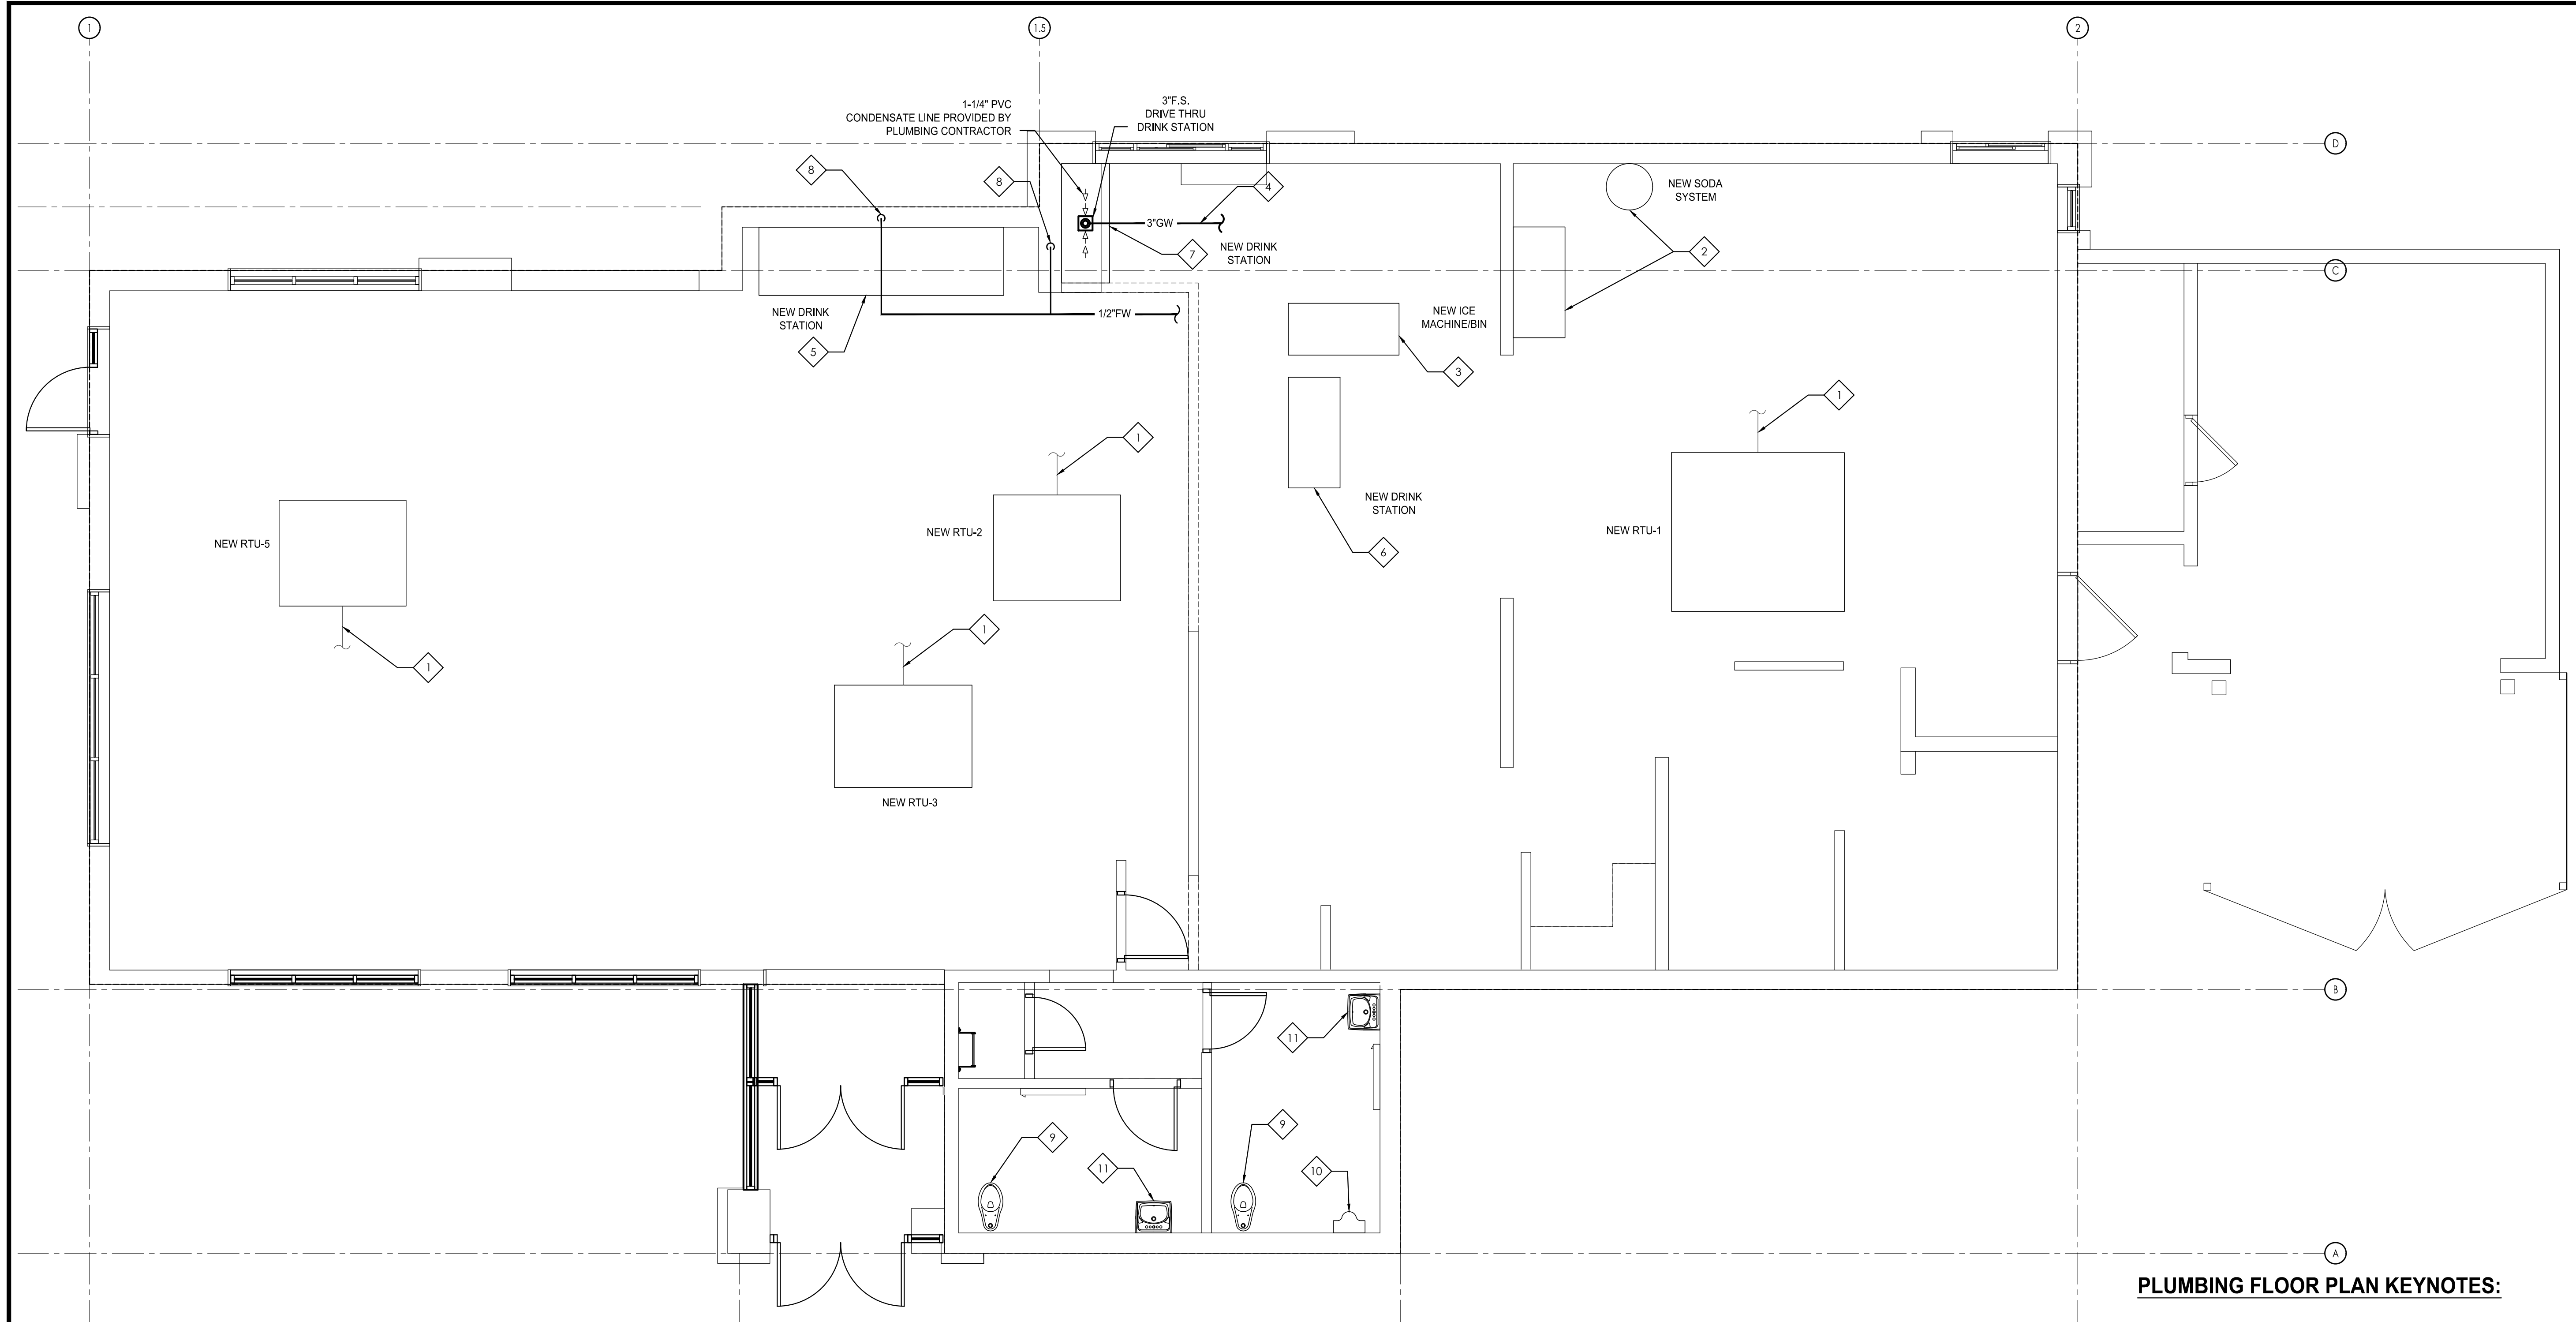 1
1.5
2
1-1/4" PVC
CONDENSATE LINE PROVIDED BY
PLUMBING CONTRACTOR
3"F.S.
DRIVE THRU
DRINK STATION
D
8
8
4
NEW SODA
SYSTEM
3"GW
7
NEW DRINK
STATION
2
C
NEW DRINK
STATION
1/2"FW
NEW ICE
MACHINE/BIN
5
3
1
1
NEW DRINK
STATION
NEW RTU-5
NEW RTU-2
NEW RTU-1
6
1
1
NEW RTU-3
B
11
9
9
11
10
A
PLUMBING FLOOR PLAN KEYNOTES: